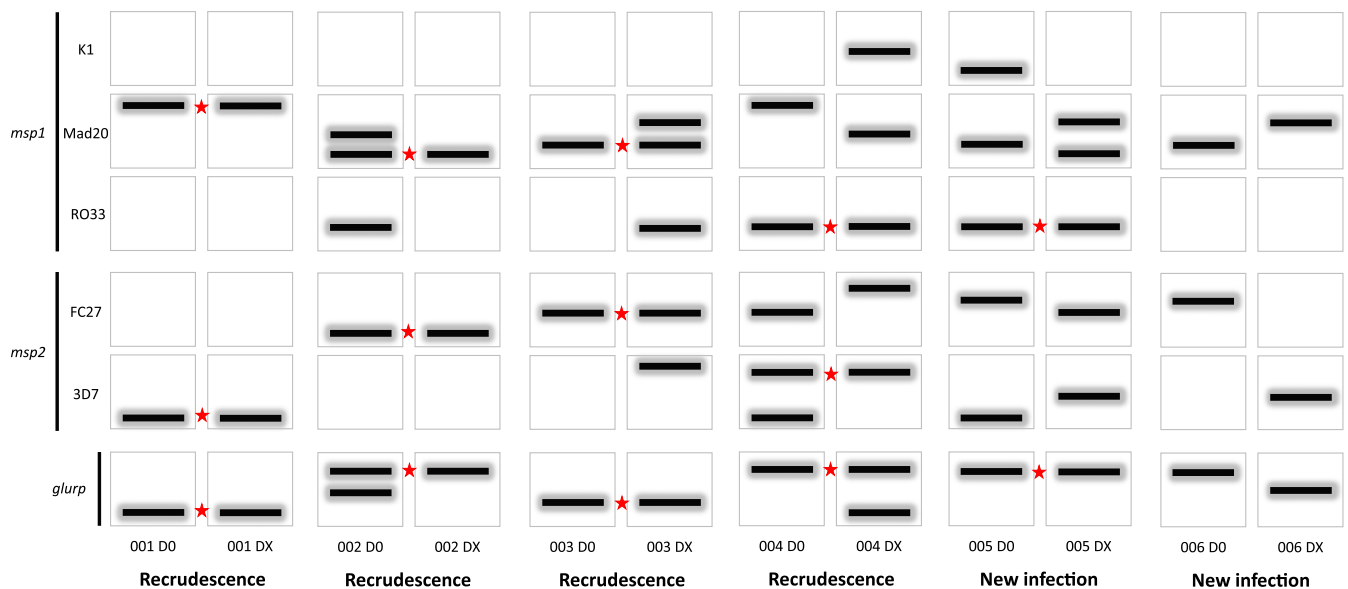 K1
msp1
Mad20
RO33
FC27
msp2
3D7
glurp
001 D0 001 DX 002 D0 002 DX 003 D0 003 DX 004 D0 004 DX 005 D0 005 DX 006 D0 006 DX
Recrudescence Recrudescence Recrudescence Recrudescence New infection New infection